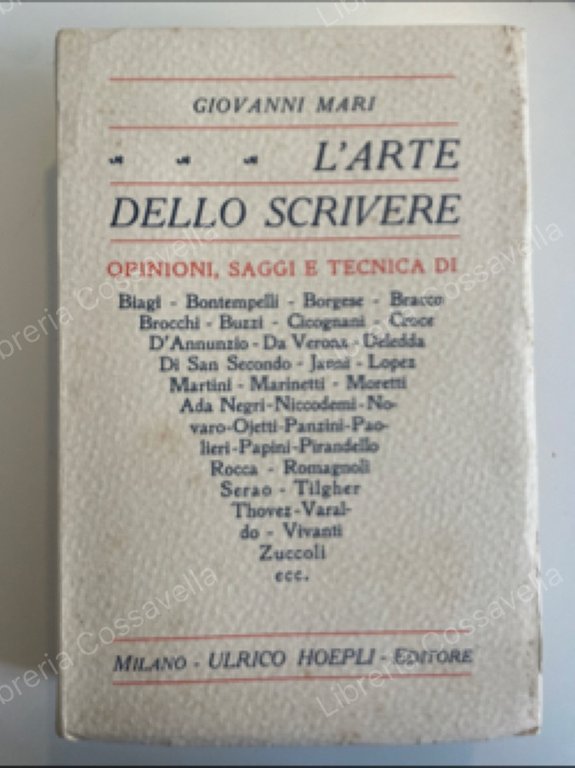 GIOVANNI MARI
L'ARTE
DELLO SCRIVERE
OPINIONI, SAGGI E TECNICA DI
Biagi - Bontempelli - Borgese - Bracco
Brocchi - Buzzi - Cicognani - Croce
D'Annunzio - Da Verona - Deledda
Di San Secondo - Janni - Lopez
Martini - Marinetti - Moretti
Ada Negri - Niccodemi - No-
varo - Ojetti - Panzini - Pao-
lieri - Papini - Pirandello
Rocca - Romagnoli
Serao - Tilgher
Thovez - Varal-
do - Vivanti
Zuccoli
ecc.
MILANO - ULRICO HOEPLI - EDITORE
Libreria Cossavella